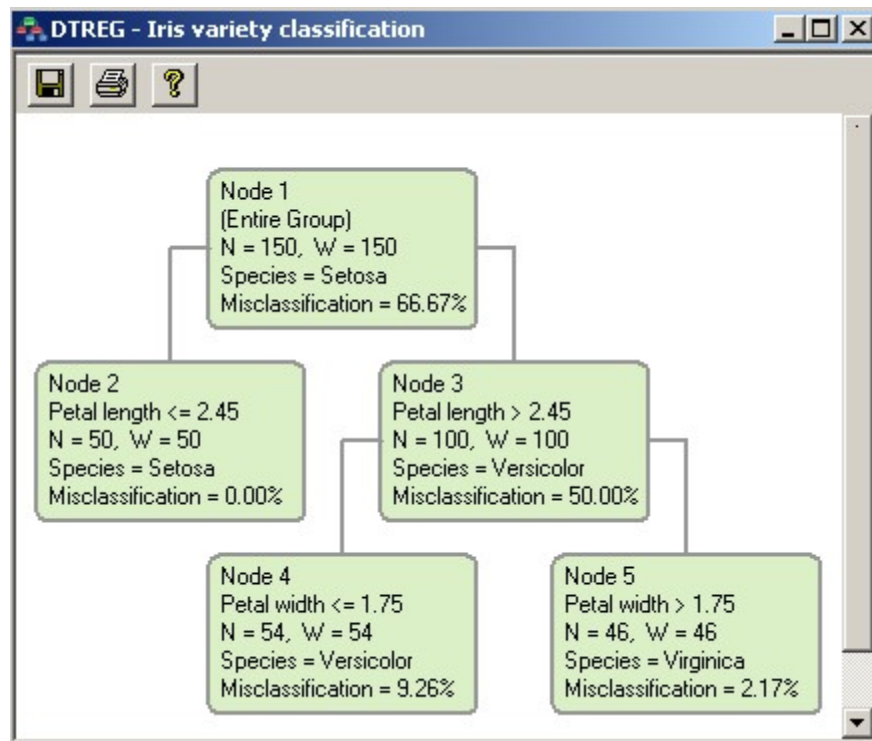 DTREG - Iris variety classification
Node 1
(Entire Group)
N = 150, W = 150
Species = Setosa
Misclassification = 66.67%
Node 2
Petal length <= 2.45
N = 50, W = 50
Species = Setosa
Misclassification = 0.00%
Node 3
Petal length > 2.45
N = 100, W = 100
Species = Versicolor
Misclassification = 50.00%
Node 4
Petal width <= 1.75
N = 54, W = 54
Species = Versicolor
Misclassification = 9.26%
Node 5
Petal width > 1.75
N = 46, W = 46
Species = Virginica
Misclassification = 2.17%